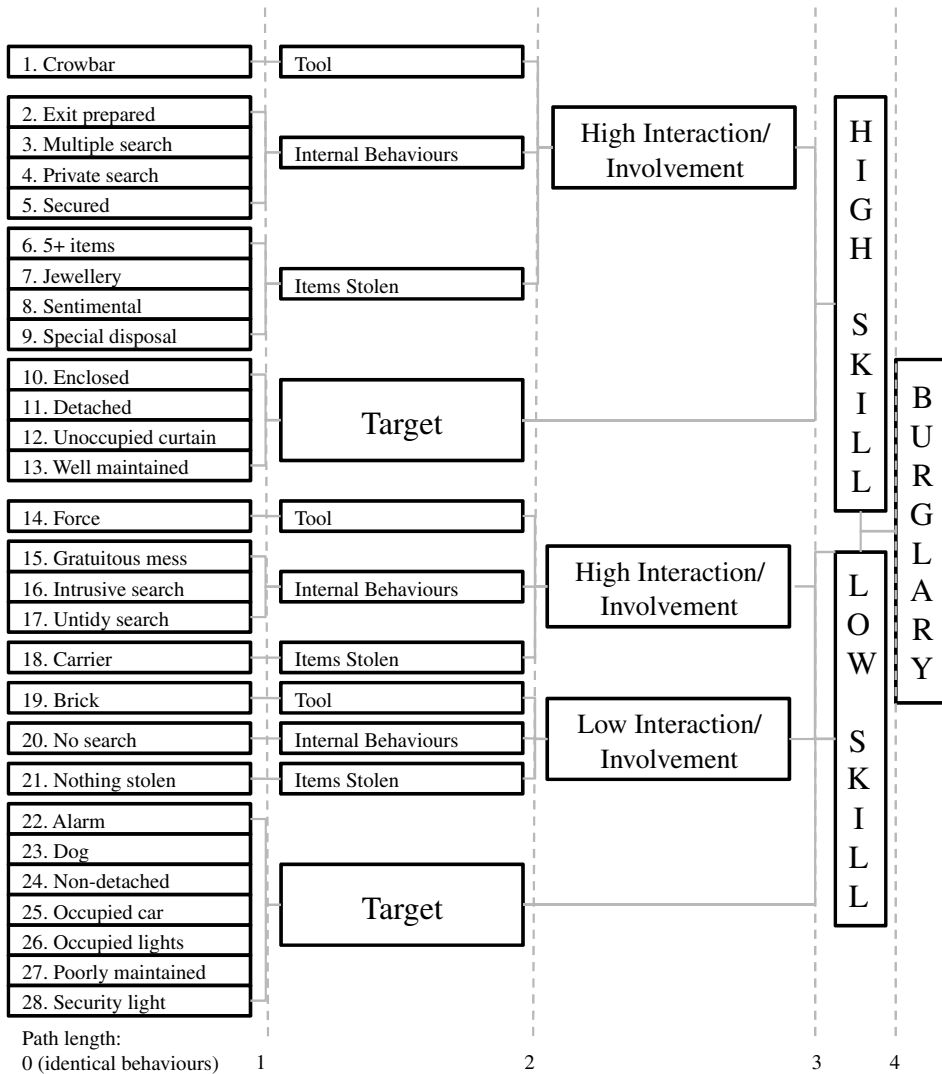 1. Crowbar
Tool
2. Exit prepared
3. Multiple search
4. Private search
5. Secured
Internal Behaviours
High Interaction/
Involvement
6. 5+ items
7. Jewellery
8. Sentimental
9. Special disposal
Items Stolen
10. Enclosed
11. Detached
12. Unoccupied curtain
13. Well maintained
Target
HIGH SKILL
14. Force
Tool
15. Gratuitous mess
16. Intrusive search
17. Untidy search
Internal Behaviours
High Interaction/
Involvement
18. Carrier
Items Stolen
19. Brick
Tool
20. No search
Internal Behaviours
Low Interaction/
Involvement
21. Nothing stolen
Items Stolen
22. Alarm
23. Dog
24. Non-detached
25. Occupied car
26. Occupied lights
27. Poorly maintained
28. Security light
Target
LOW SKILL
BURGLARY
Path length:
0 (identical behaviours) 1 2 3 4